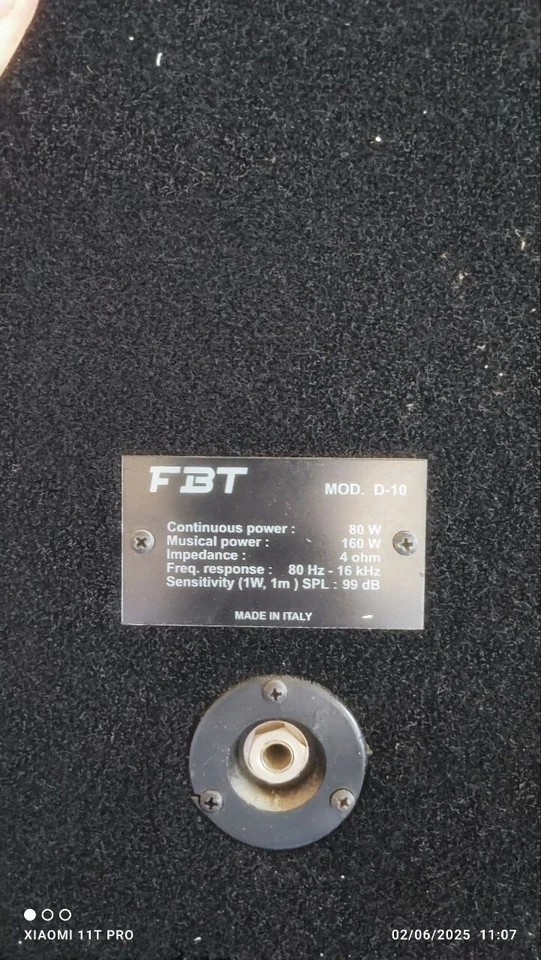 FBT
MOD. D-10
Continuous power : 80 W
Musical power : 160 W
Impedance : 4 ohm
Freq. response : 80 Hz - 16 kHz
Sensitivity (1W, 1m ) SPL : 99 dB
MADE IN ITALY
XIAOMI 11T PRO
02/06/2025 11:07